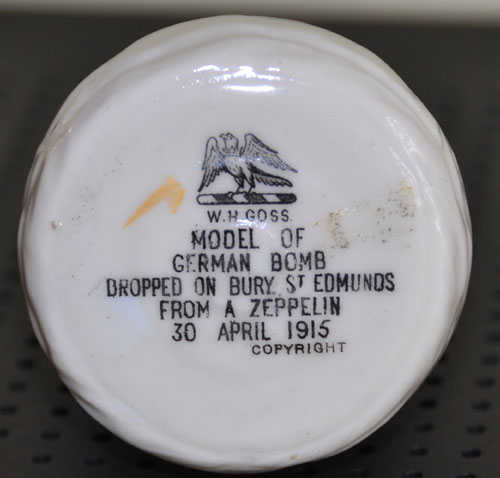 W.H. GOSS.
MODEL OF
GERMAN BOMB
DROPPED ON BURY, ST EDMUNDS
FROM A ZEPPELIN
30 APRIL 1915
COPYRIGHT